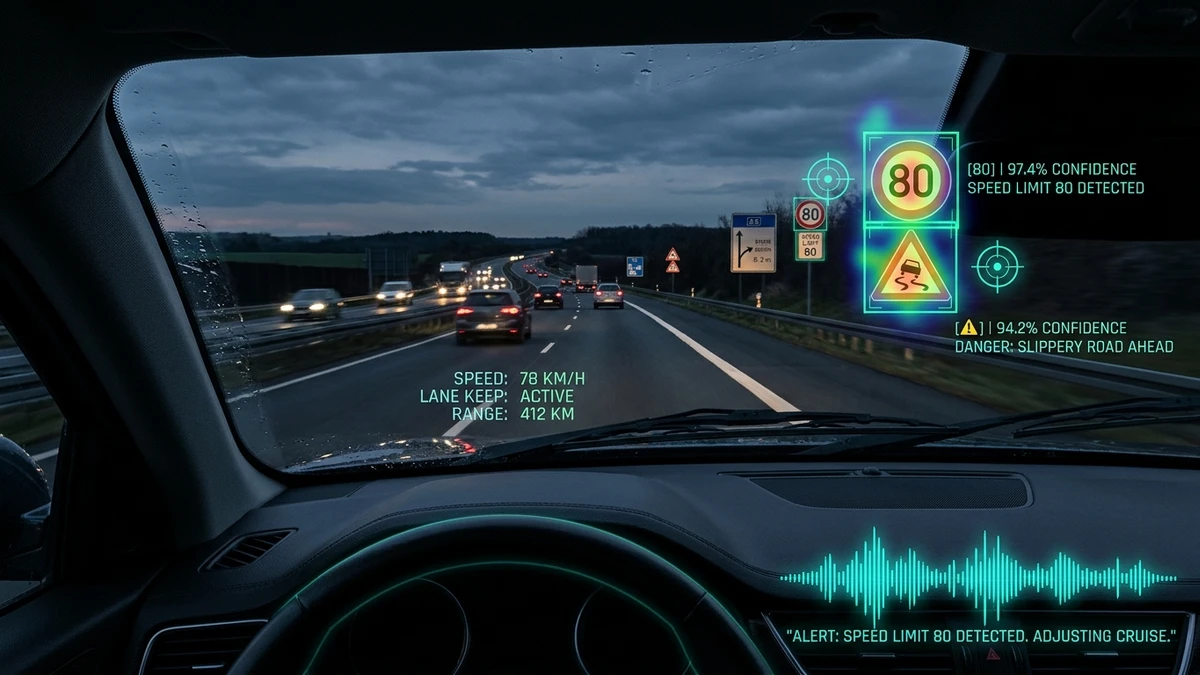 80
[80] | 97.4% CONFIDENCE
SPEED LIMIT 80 DETECTED
80
80
[⚠] | 94.2% CONFIDENCE
DANGER: SLIPPERY ROAD AHEAD
SPEED: 78 KM/H
LANE KEEP: ACTIVE
RANGE: 412 KM
"ALERT: SPEED LIMIT 80 DETECTED. ADJUSTING CRUISE."